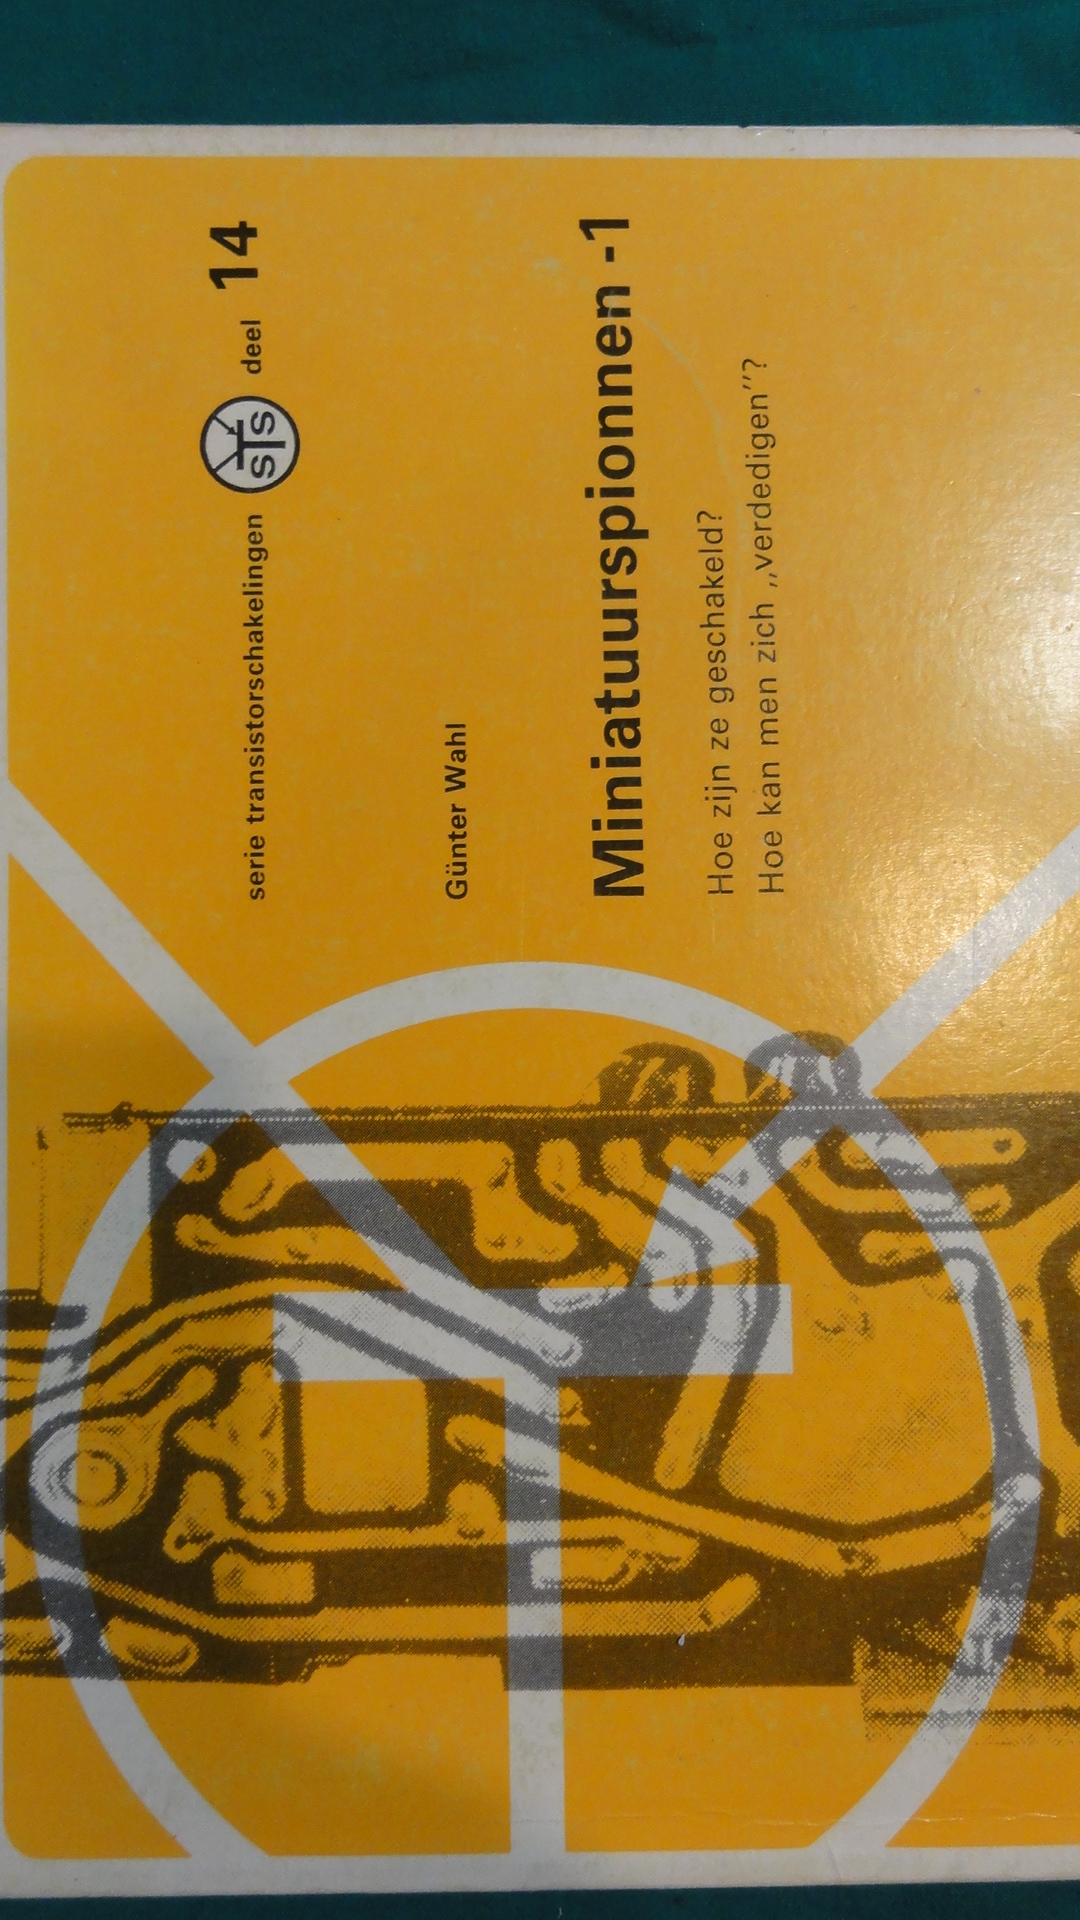 serie transistorschakelingen sTs deel 14
Günter Wahl
Miniatuurspionnen -1
Hoe zijn ze geschakeld?
Hoe kan men zich ,,verdedigen"?